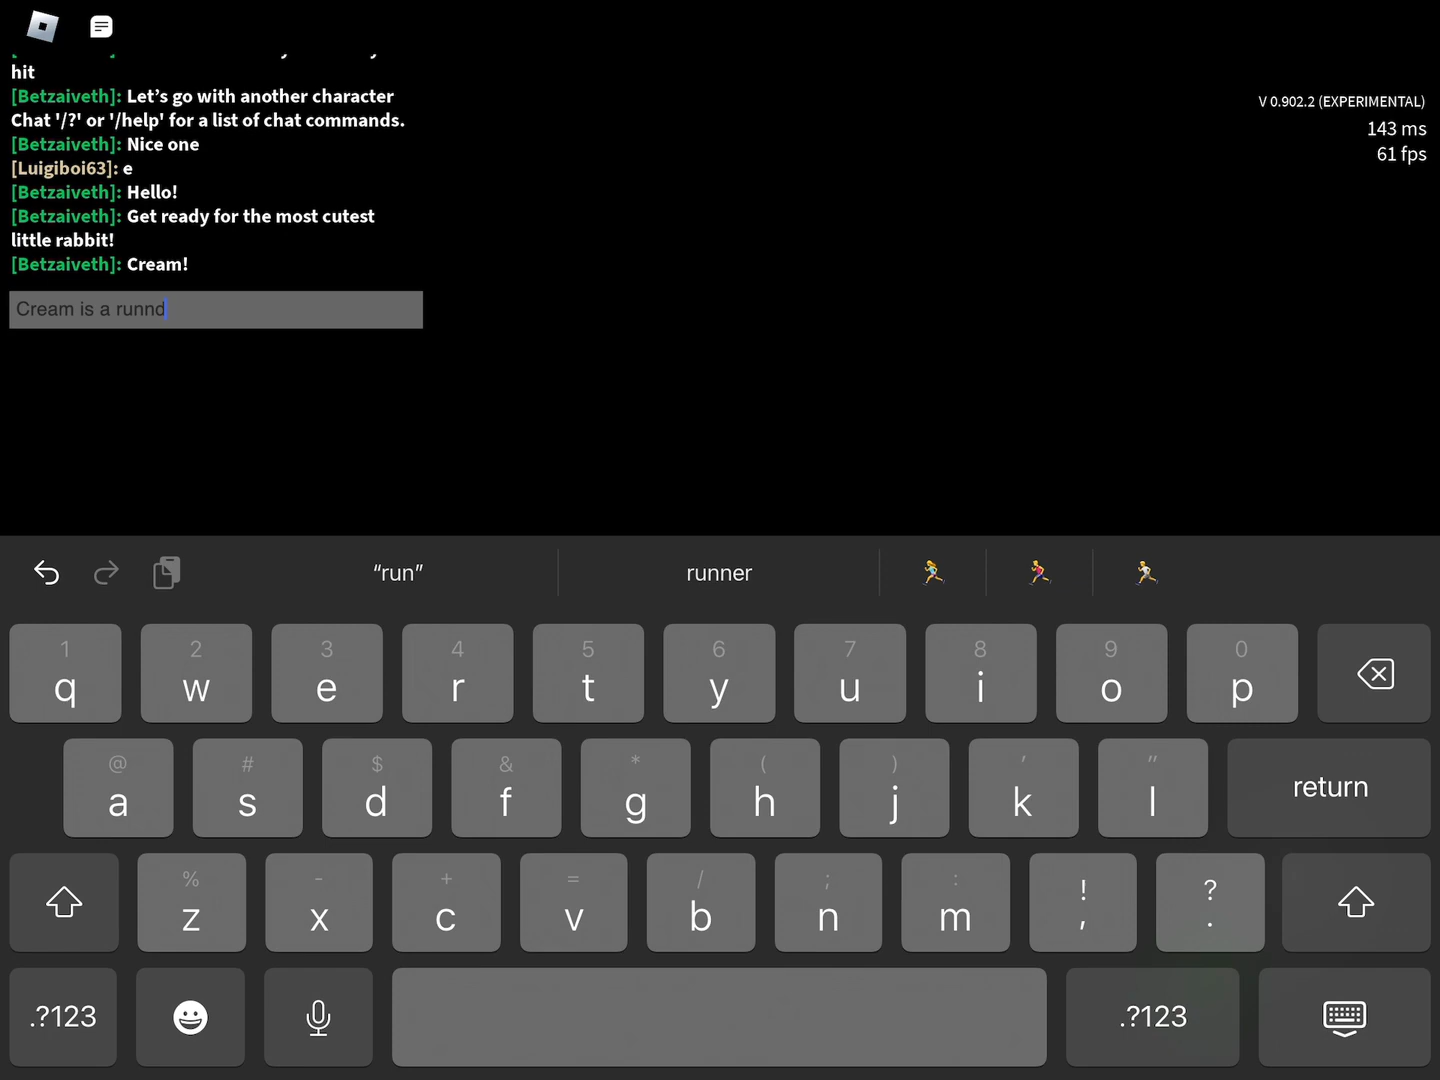 hit
[Betzaiveth]: Let’s go with another character
Chat '/?' or '/help' for a list of chat commands.
[Betzaiveth]: Nice one
[Luigiboi63]: e
[Betzaiveth]: Hello!
[Betzaiveth]: Get ready for the most cutest
little rabbit!
[Betzaiveth]: Cream!
Cream is a runnd
V 0.902.2 (EXPERIMENTAL)
143 ms
61 fps
“run” runner
1 2 3 4 5 6 7 8 9 0
q w e r t y u i o p
@ # $ & * ( ) ' "
a s d f g h j k l return
% - + = / ; : ! ?
z x c v b n m , .
.?123 .?123